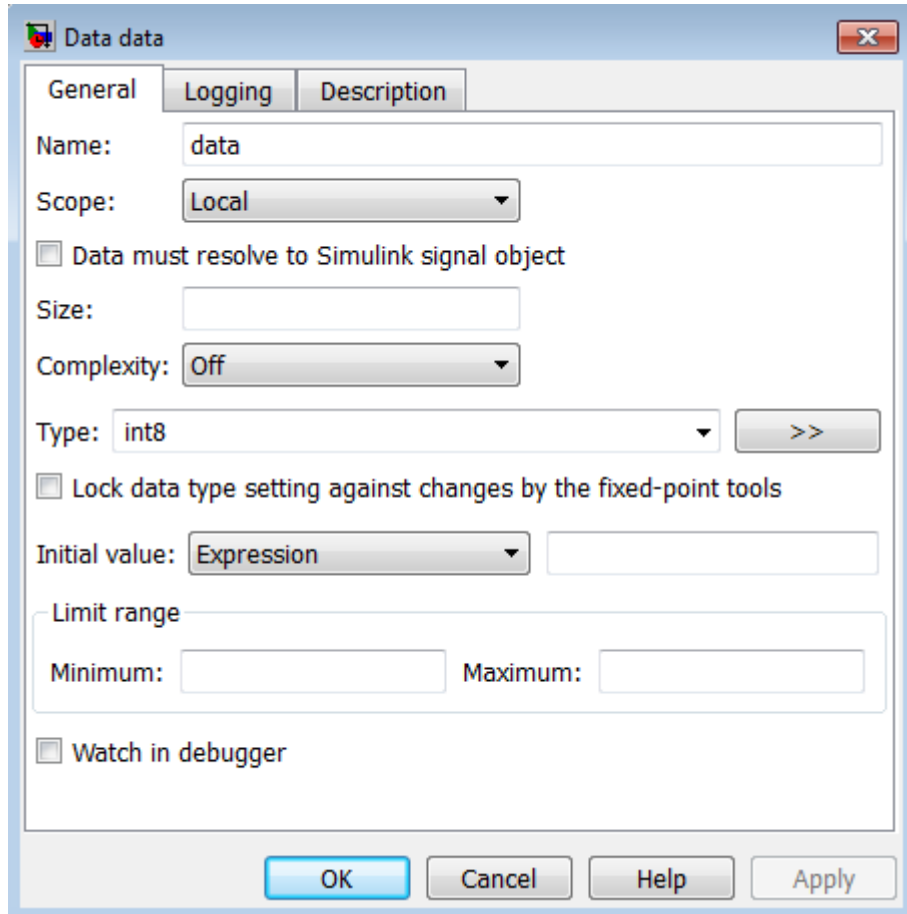 Data data
General Logging Description
Name: data
Scope: Local
Data must resolve to Simulink signal object
Size:
Complexity: Off
Type: int8 >>
Lock data type setting against changes by the fixed-point tools
Initial value: Expression
Limit range
Minimum: Maximum:
Watch in debugger
OK Cancel Help Apply